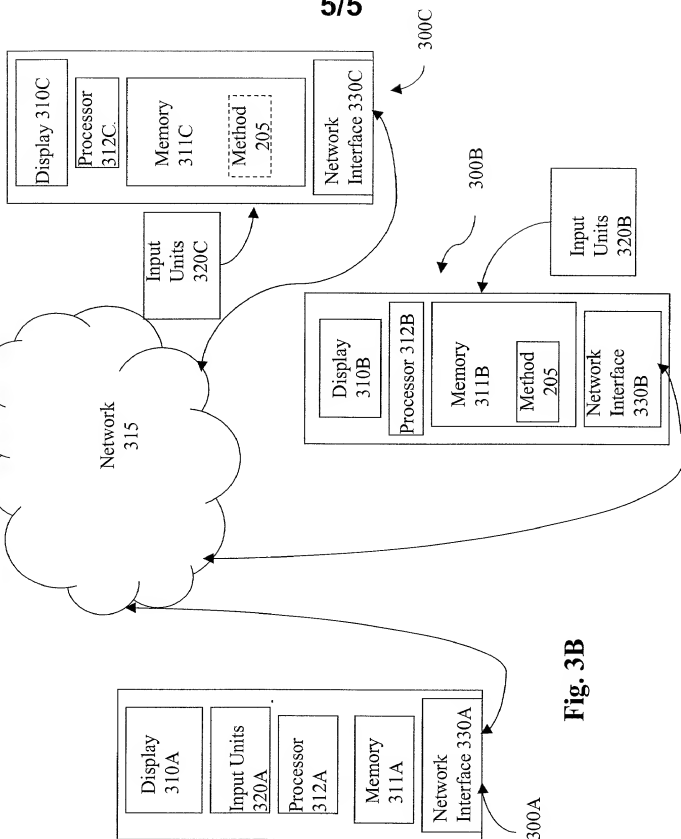 5/5
Display 310C
Processor
312C.
Memory
311C
Method
205
Network
Interface 330C
300C
Input
Units
320C
Network
315
300B
Display
310B
Processor 312B
Memory
311B
Method
205
Network
Interface
330B
Input
Units
320B
Display
310A
Input Units
320A
Processor
312A
Memory
311A
Network
Interface 330A
300A
Fig. 3B